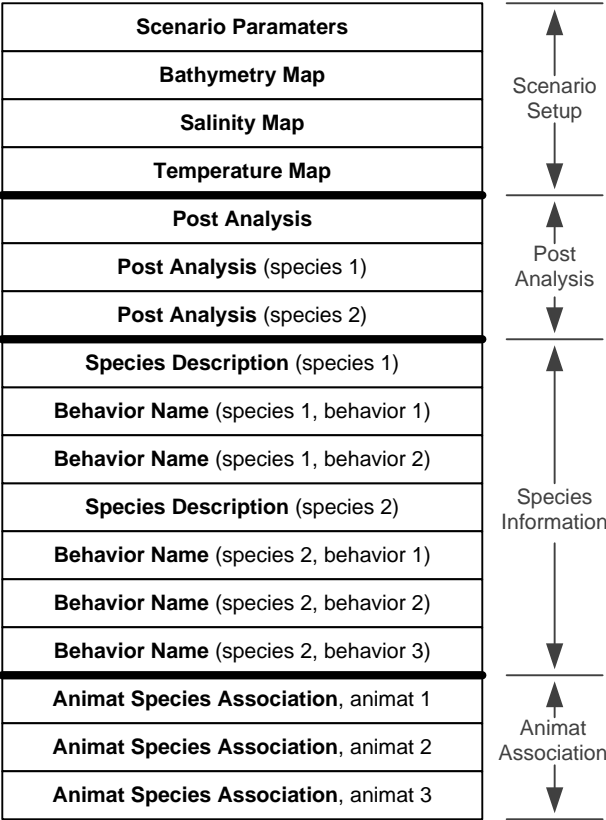 Scenario Paramaters
Bathymetry Map
Salinity Map
Temperature Map
Scenario
Setup
Post Analysis
Post Analysis (species 1)
Post Analysis (species 2)
Post
Analysis
Species Description (species 1)
Behavior Name (species 1, behavior 1)
Behavior Name (species 1, behavior 2)
Species Description (species 2)
Behavior Name (species 2, behavior 1)
Behavior Name (species 2, behavior 2)
Behavior Name (species 2, behavior 3)
Species
Information
Animat Species Association, animat 1
Animat Species Association, animat 2
Animat Species Association, animat 3
Animat
Association